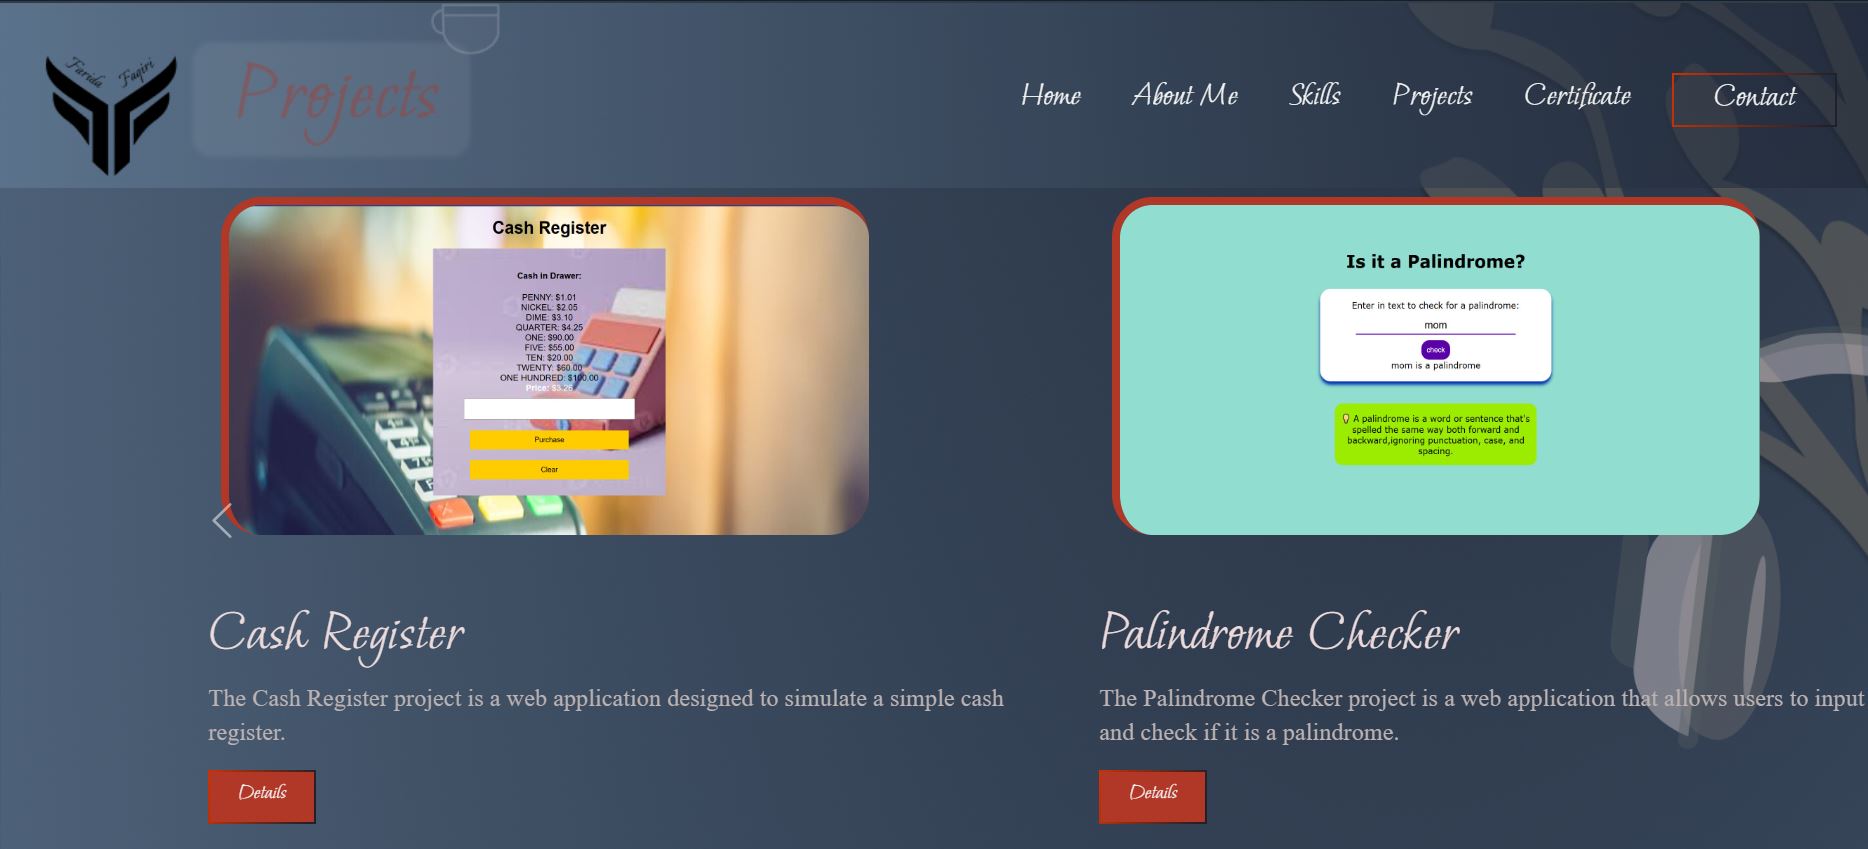 Farida Faqiri
Projects
Home About Me Skills Projects Certificate Contact
Cash Register
Cash in Drawer:
PENNY: $1.01
NICKEL: $2.05
DIME: $3.10
QUARTER: $4.25
ONE: $90.00
FIVE: $55.00
TEN: $20.00
TWENTY: $60.00
ONE HUNDRED: $100.00
Price: $3.26
Purchase
Clear
Is it a Palindrome?
Enter in text to check for a palindrome:
mom
check
mom is a palindrome
A palindrome is a word or sentence that's
spelled the same way both forward and
backward,ignoring punctuation, case, and
spacing.
Cash Register
The Cash Register project is a web application designed to simulate a simple cash
register.
Details
Palindrome Checker
The Palindrome Checker project is a web application that allows users to input
and check if it is a palindrome.
Details